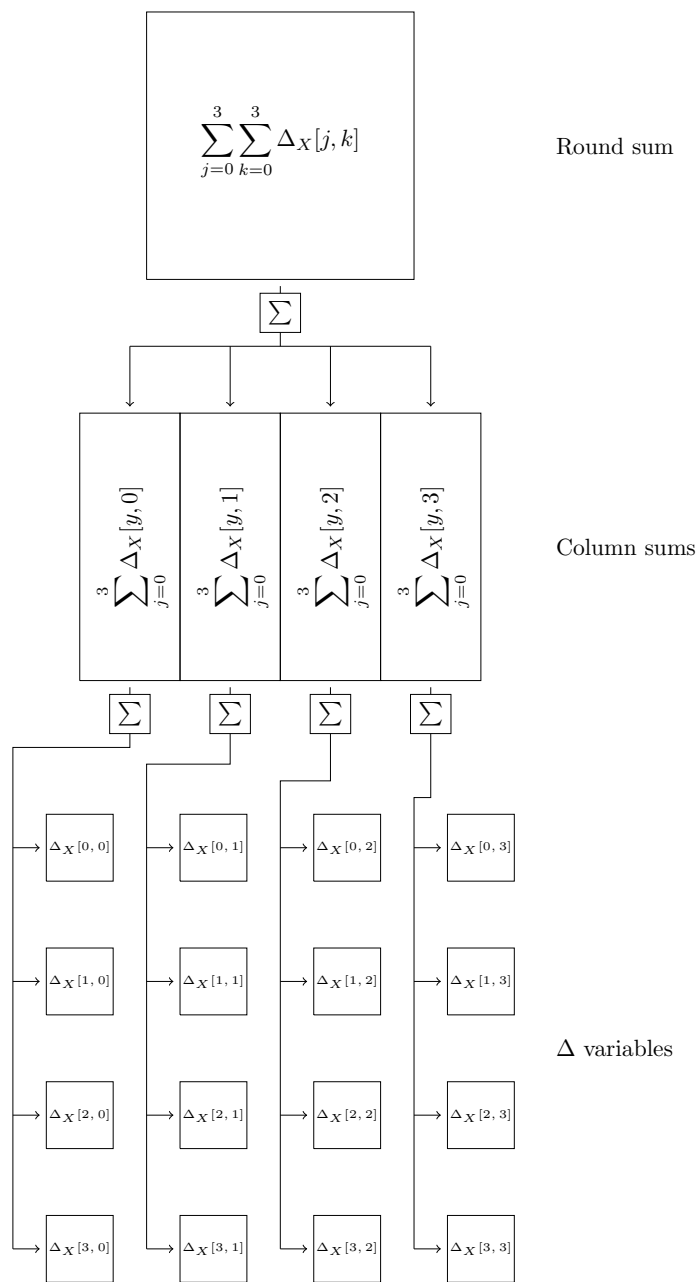 3 3
∑ ∑ Δ_X[j, k] Round sum
j=0 k=0
∑
3 3 3 3
∑ Δ_X[y, 0] ∑ Δ_X[y, 1] ∑ Δ_X[y, 2] ∑ Δ_X[y, 3] Column sums
j=0 j=0 j=0 j=0
∑ ∑ ∑ ∑
Δ_X[0, 0] Δ_X[0, 1] Δ_X[0, 2] Δ_X[0, 3]
Δ_X[1, 0] Δ_X[1, 1] Δ_X[1, 2] Δ_X[1, 3]
Δ variables
Δ_X[2, 0] Δ_X[2, 1] Δ_X[2, 2] Δ_X[2, 3]
Δ_X[3, 0] Δ_X[3, 1] Δ_X[3, 2] Δ_X[3, 3]